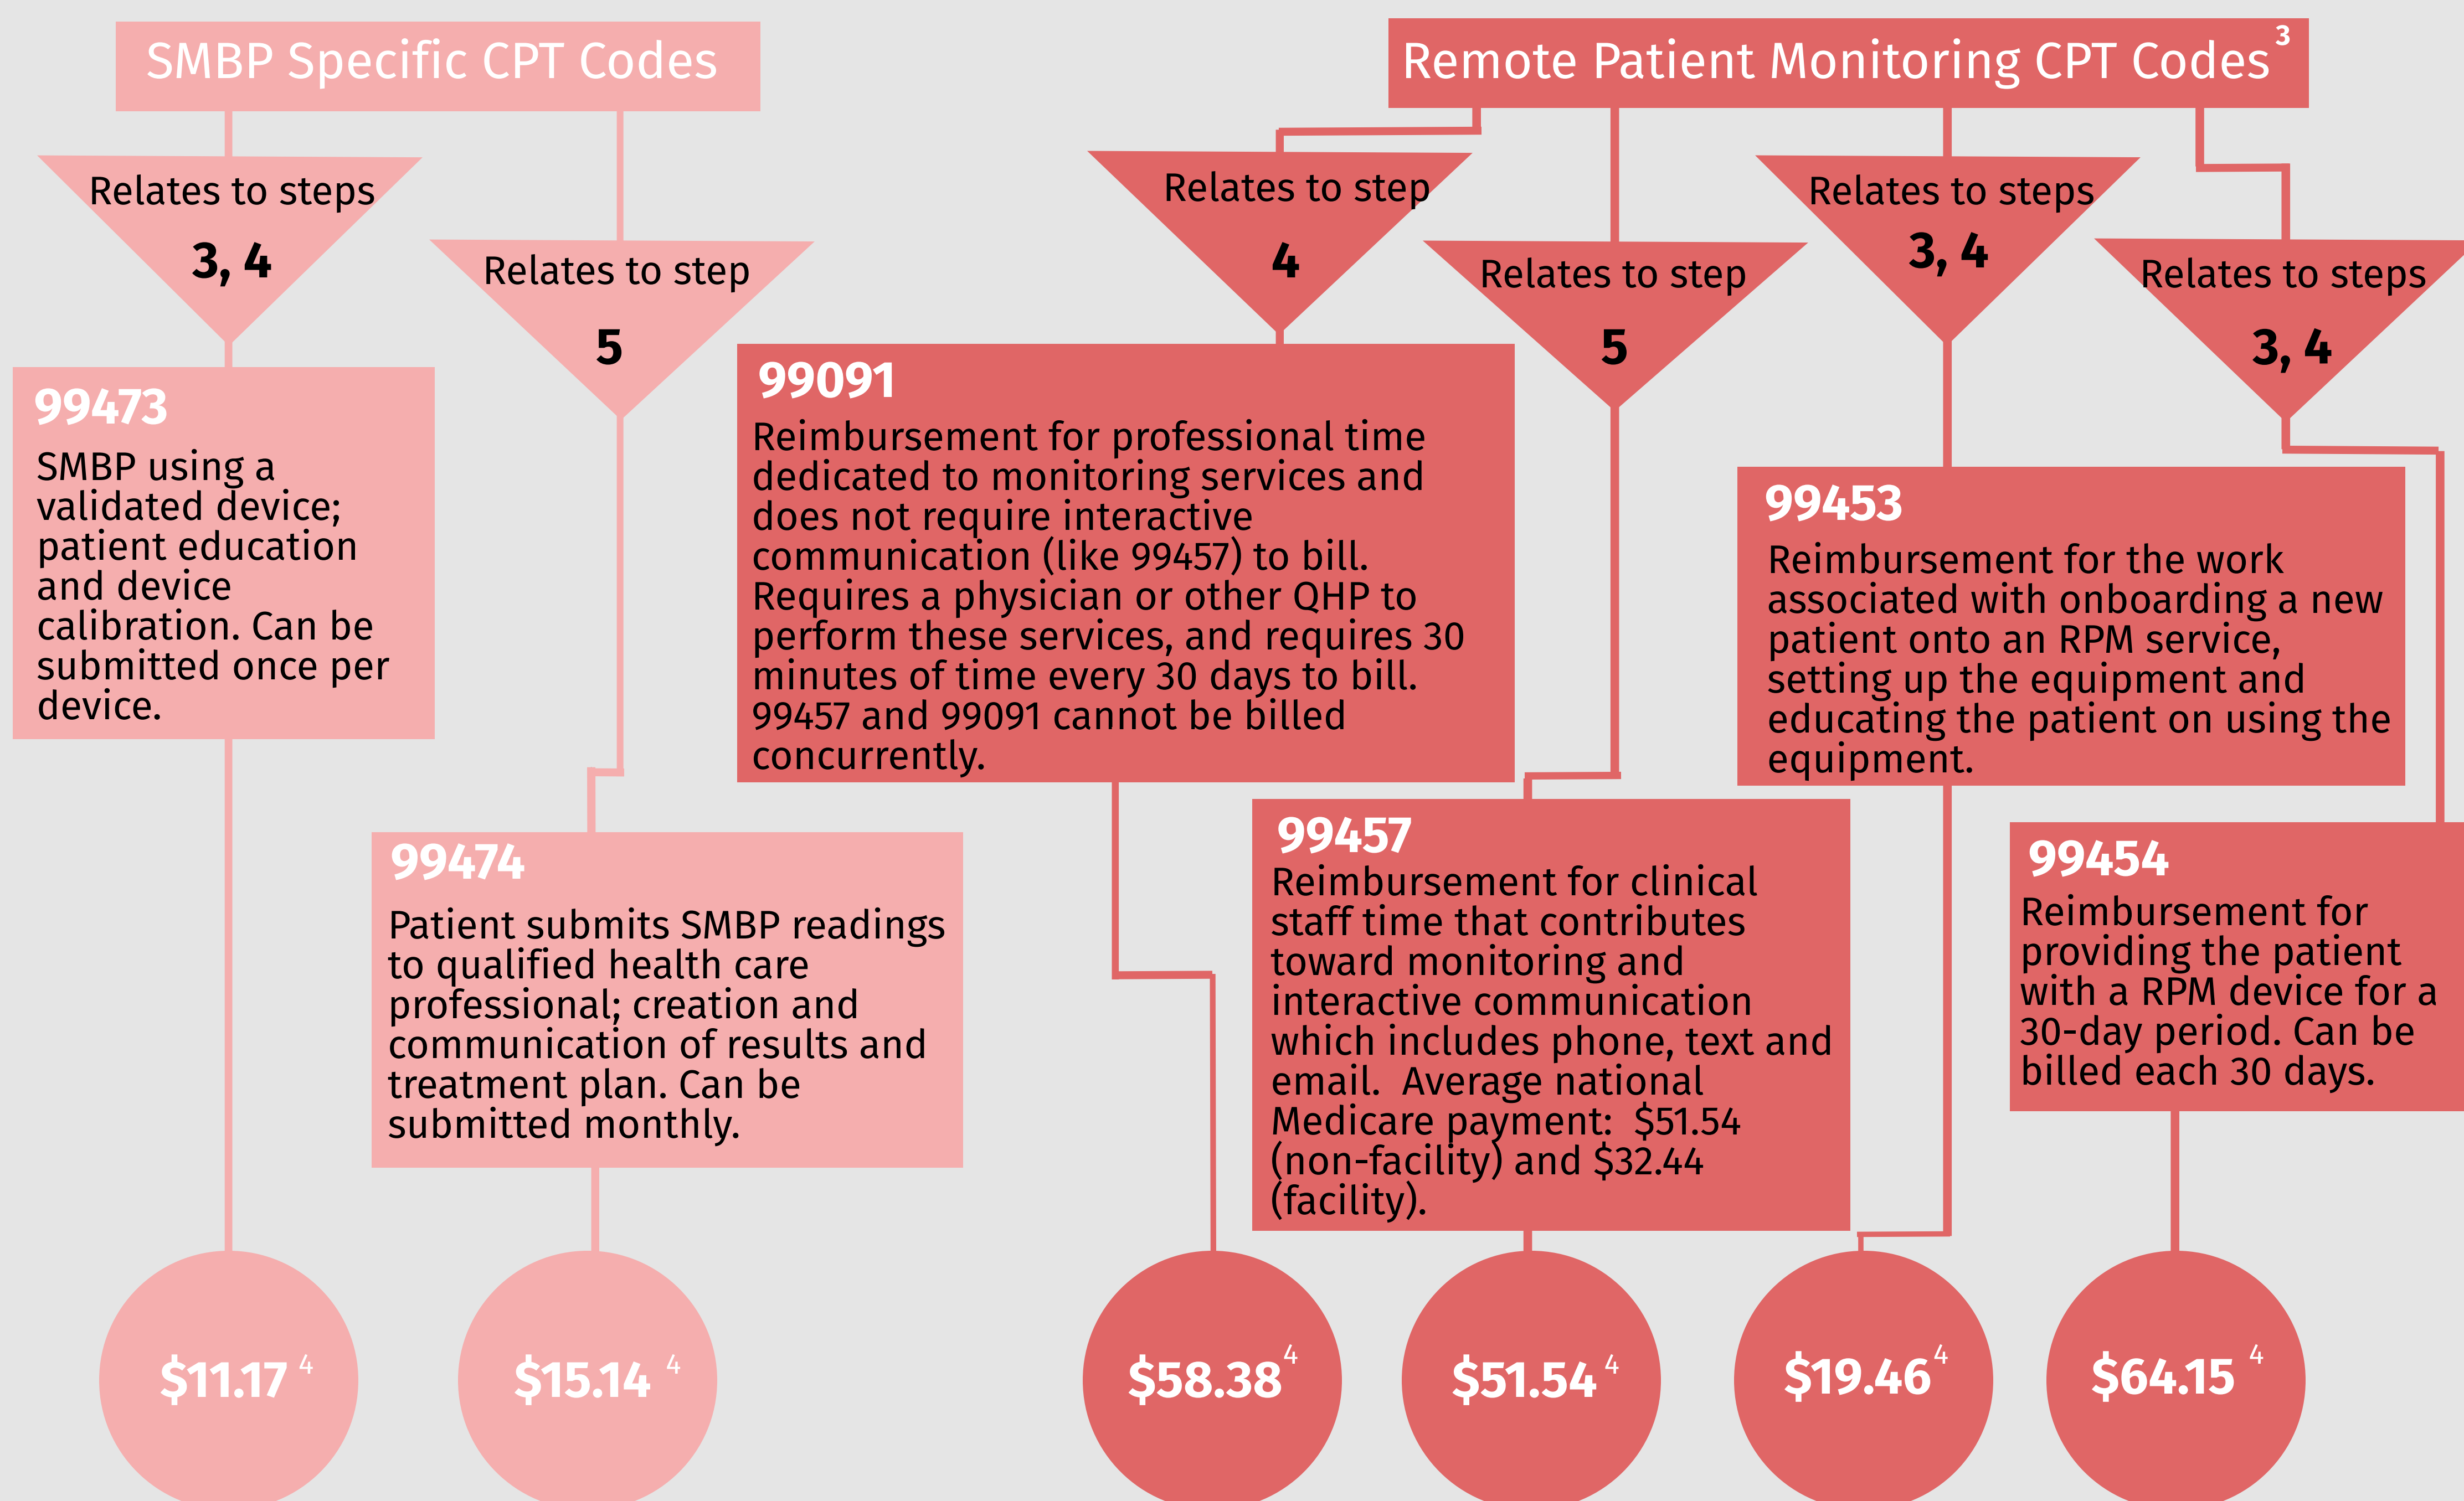 SMBP Specific CPT Codes
Relates to steps
3, 4
Relates to step
5
99473
SMBP using a
validated device;
patient education
and device
calibration. Can be
submitted once per
device.
99474
Patient submits SMBP readings
to qualified health care
professional; creation and
communication of results and
treatment plan. Can be
submitted monthly.
$11.17 4
$15.14 4
Remote Patient Monitoring CPT Codes 3
Relates to step
4
Relates to step
5
Relates to steps
3, 4
Relates to steps
3, 4
99091
Reimbursement for professional time
dedicated to monitoring services and
does not require interactive
communication (like 99457) to bill.
Requires a physician or other QHP to
perform these services, and requires 30
minutes of time every 30 days to bill.
99457 and 99091 cannot be billed
concurrently.
99457
Reimbursement for clinical
staff time that contributes
toward monitoring and
interactive communication
which includes phone, text and
email.  Average national
Medicare payment:  $51.54
(non-facility) and $32.44
(facility).
99453
Reimbursement for the work
associated with onboarding a new
patient onto an RPM service,
setting up the equipment and
educating the patient on using the
equipment.
99454
Reimbursement for
providing the patient
with a RPM device for a
30-day period. Can be
billed each 30 days.
$58.38 4
$51.54 4
$19.46 4
$64.15 4